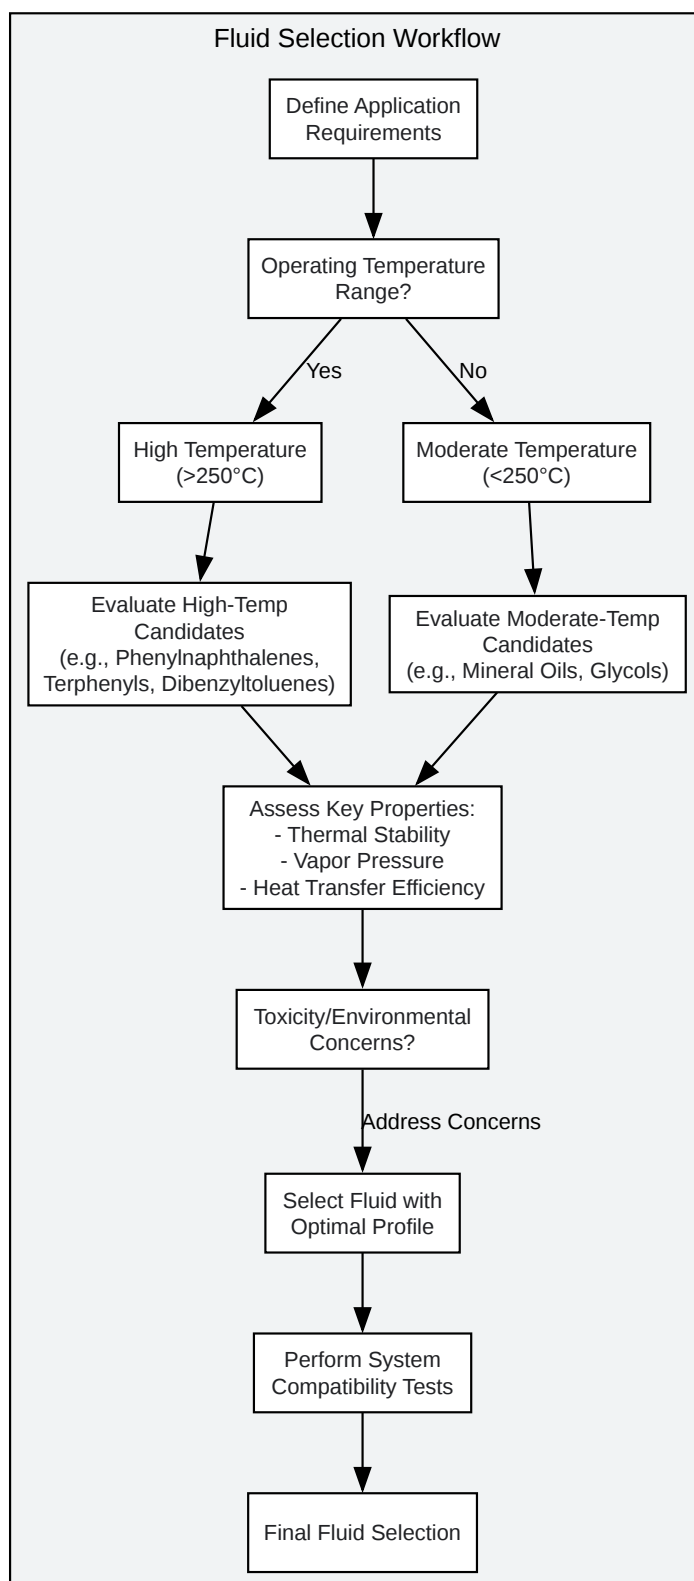 Fluid Selection Workflow
Define Application
Requirements
Operating Temperature
Range?
Yes
No
High Temperature
(>250°C)
Moderate Temperature
(<250°C)
Evaluate High-Temp
Candidates
(e.g., Phenylnaphthalenes,
Terphenyls, Dibenzyltoluenes)
Evaluate Moderate-Temp
Candidates
(e.g., Mineral Oils, Glycols)
Assess Key Properties:
- Thermal Stability
- Vapor Pressure
- Heat Transfer Efficiency
Toxicity/Environmental
Concerns?
Address Concerns
Select Fluid with
Optimal Profile
Perform System
Compatibility Tests
Final Fluid Selection